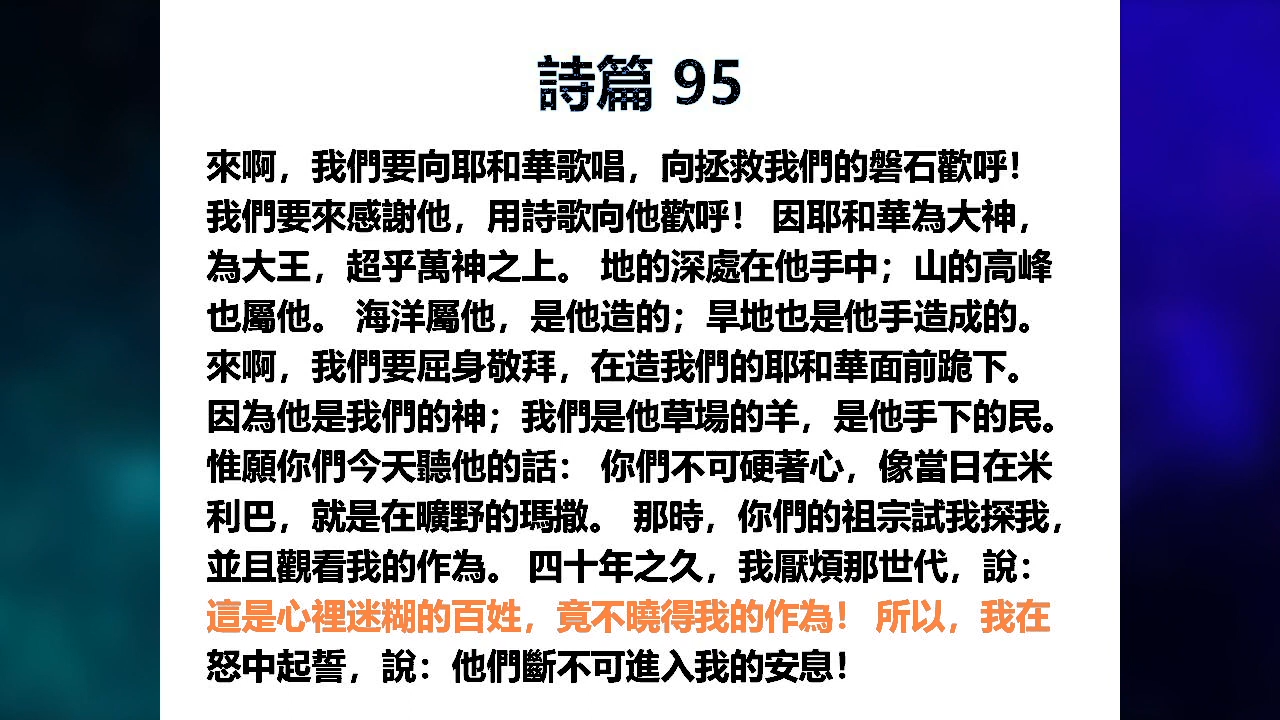 詩篇 95
來啊，我們要向耶和華歌唱，向拯救我們的磐石歡呼！
我們要來感謝他，用詩歌向他歡呼！ 因耶和華為大神，
為大王，超乎萬神之上。 地的深處在他手中；山的高峰
也屬他。 海洋屬他，是他造的；旱地也是他手造成的。
來啊，我們要屈身敬拜，在造我們的耶和華面前跪下。
因為他是我們的神；我們是他草場的羊，是他手下的民。
惟願你們今天聽他的話： 你們不可硬著心，像當日在米
利巴，就是在曠野的瑪撒。 那時，你們的祖宗試我探我，
並且觀看我的作為。 四十年之久，我厭煩那世代，說：
這是心裡迷糊的百姓，竟不曉得我的作為！ 所以，我在
怒中起誓，說：他們斷不可進入我的安息！